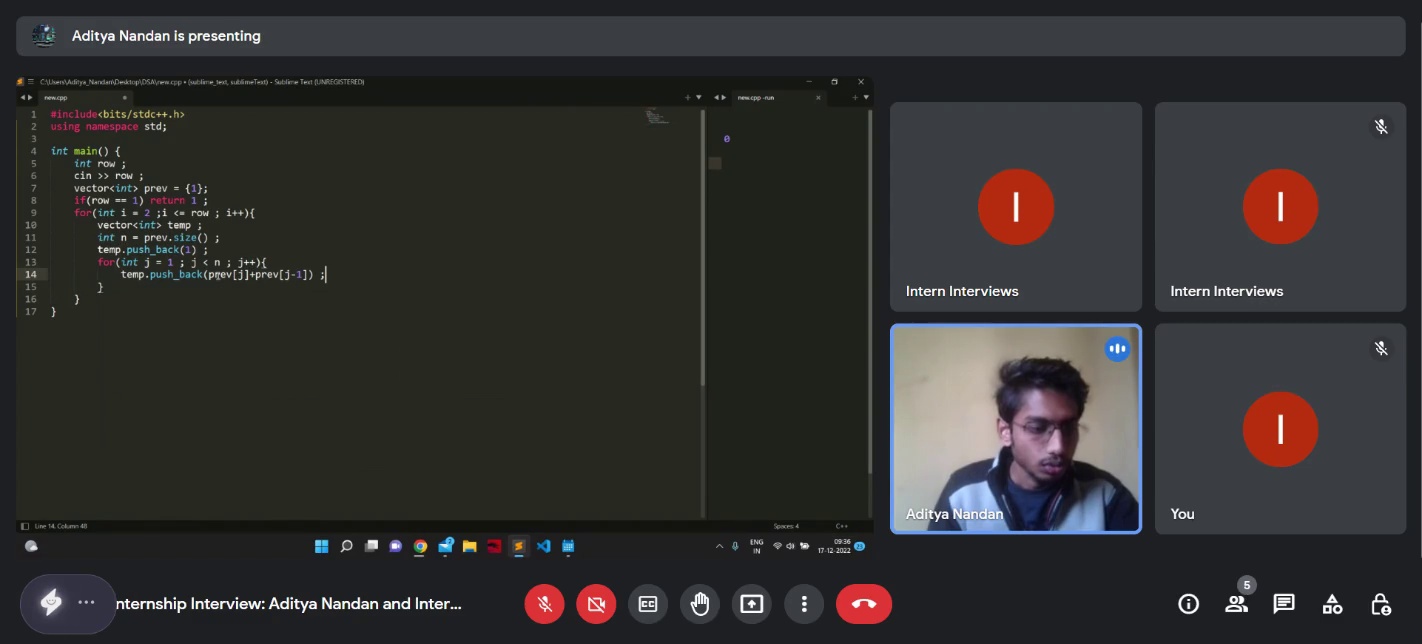 Aditya Nandan is presenting
C:\Users\Aditya_Nandan\Desktop\DSA\new.cpp • (sublime_text, sublimeText) - Sublime Text (UNREGISTERED)
new.cpp
new.cpp -run
1 #include<bits/stdc++.h>
2 using namespace std;
3
4 int main() {
5 int row ;
6 cin >> row ;
7 vector<int> prev = {1};
8 if(row == 1) return 1 ;
9 for(int i = 2 ;i <= row ; i++){
10 vector<int> temp ;
11 int n = prev.size() ;
12 temp.push_back(1) ;
13 for(int j = 1 ; j < n ; j++){
14 temp.push_back(prev[j]+prev[j-1]) ;
15 }
16 }
17 }
0
Line 14, Column 48
Spaces: 4
C++
ENG
IN
09:36
17-12-2022
I
Intern Interviews
I
Intern Interviews
Aditya Nandan
I
You
nternship Interview: Aditya Nandan and Inter...
CC
5